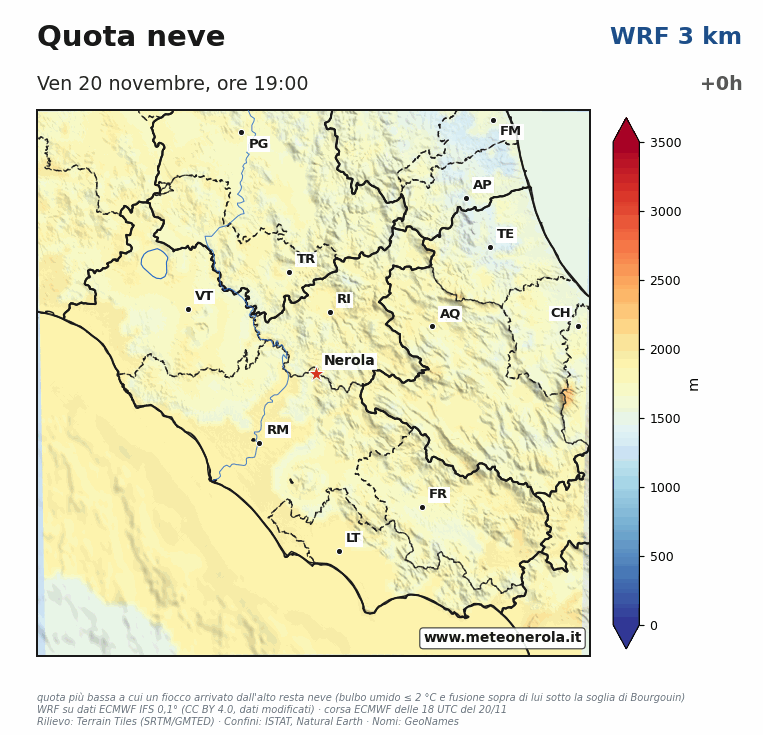 Quota neve
WRF 3 km
Ven 20 novembre, ore 19:00
+0h
FM
PG
AP
TE
TR
VT
RI
AQ
CH
Nerola
RM
FR
LT
www.meteonerola.it
3500
3000
2500
2000
1500
1000
500
0
m
quota più bassa a cui un fiocco arrivato dall'alto resta neve (bulbo umido ≤ 2 °C e fusione sopra di lui sotto la soglia di Bourgouin)
WRF su dati ECMWF IFS 0,1° (CC BY 4.0, dati modificati) · corsa ECMWF delle 18 UTC del 20/11
Rilievo: Terrain Tiles (SRTM/GMTED) · Confini: ISTAT, Natural Earth · Nomi: GeoNames